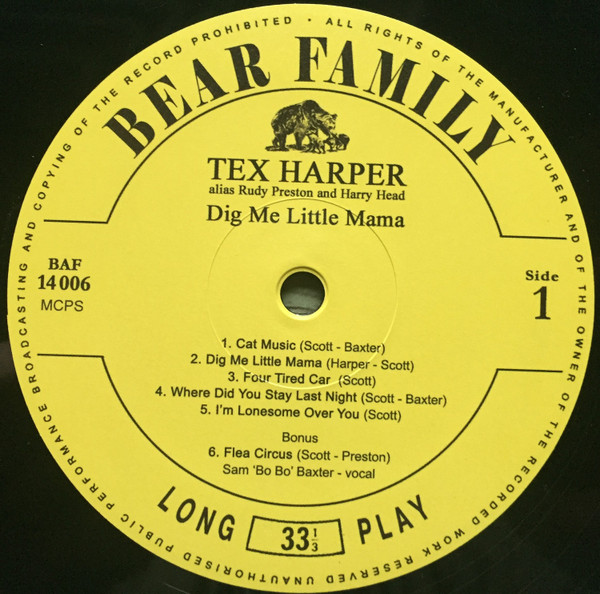 ALL RIGHTS OF THE MANUFACTURER AND OF THE OWNER OF THE RECORDED WORK RESERVED UNAUTHORISED PUBLIC PERFORMANCE BROADCASTING AND COPYING OF THE RECORD PROHIBITED •
BEAR FAMILY
TEX HARPER
alias Rudy Preston and Harry Head
Dig Me Little Mama
BAF
14 006
MCPS
Side
1
1. Cat Music (Scott - Baxter)
2. Dig Me Little Mama (Harper - Scott)
3. Four Tired Car (Scott)
4. Where Did You Stay Last Night (Scott - Baxter)
5. I'm Lonesome Over You (Scott)
Bonus
6. Flea Circus (Scott - Preston)
Sam 'Bo Bo' Baxter - vocal
LONG 33 1/3 PLAY